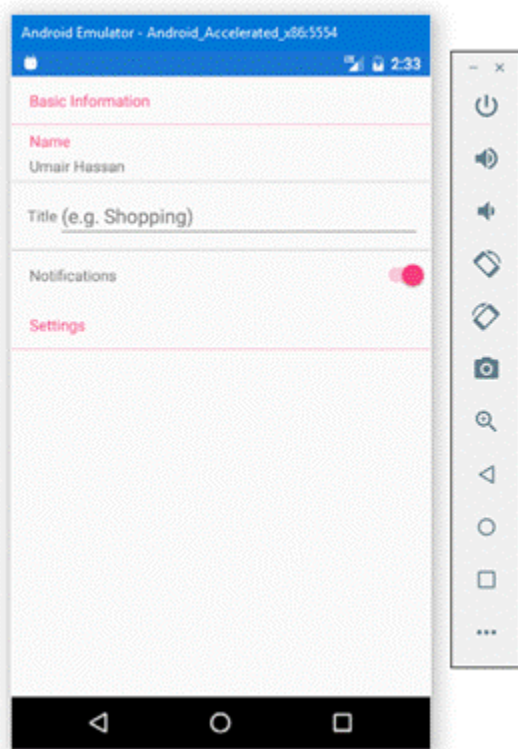 Android Emulator - Android_Accelerated_x86:5554
2:33
Basic Information
Name
Umair Hassan
Title (e.g. Shopping)
Notifications
Settings